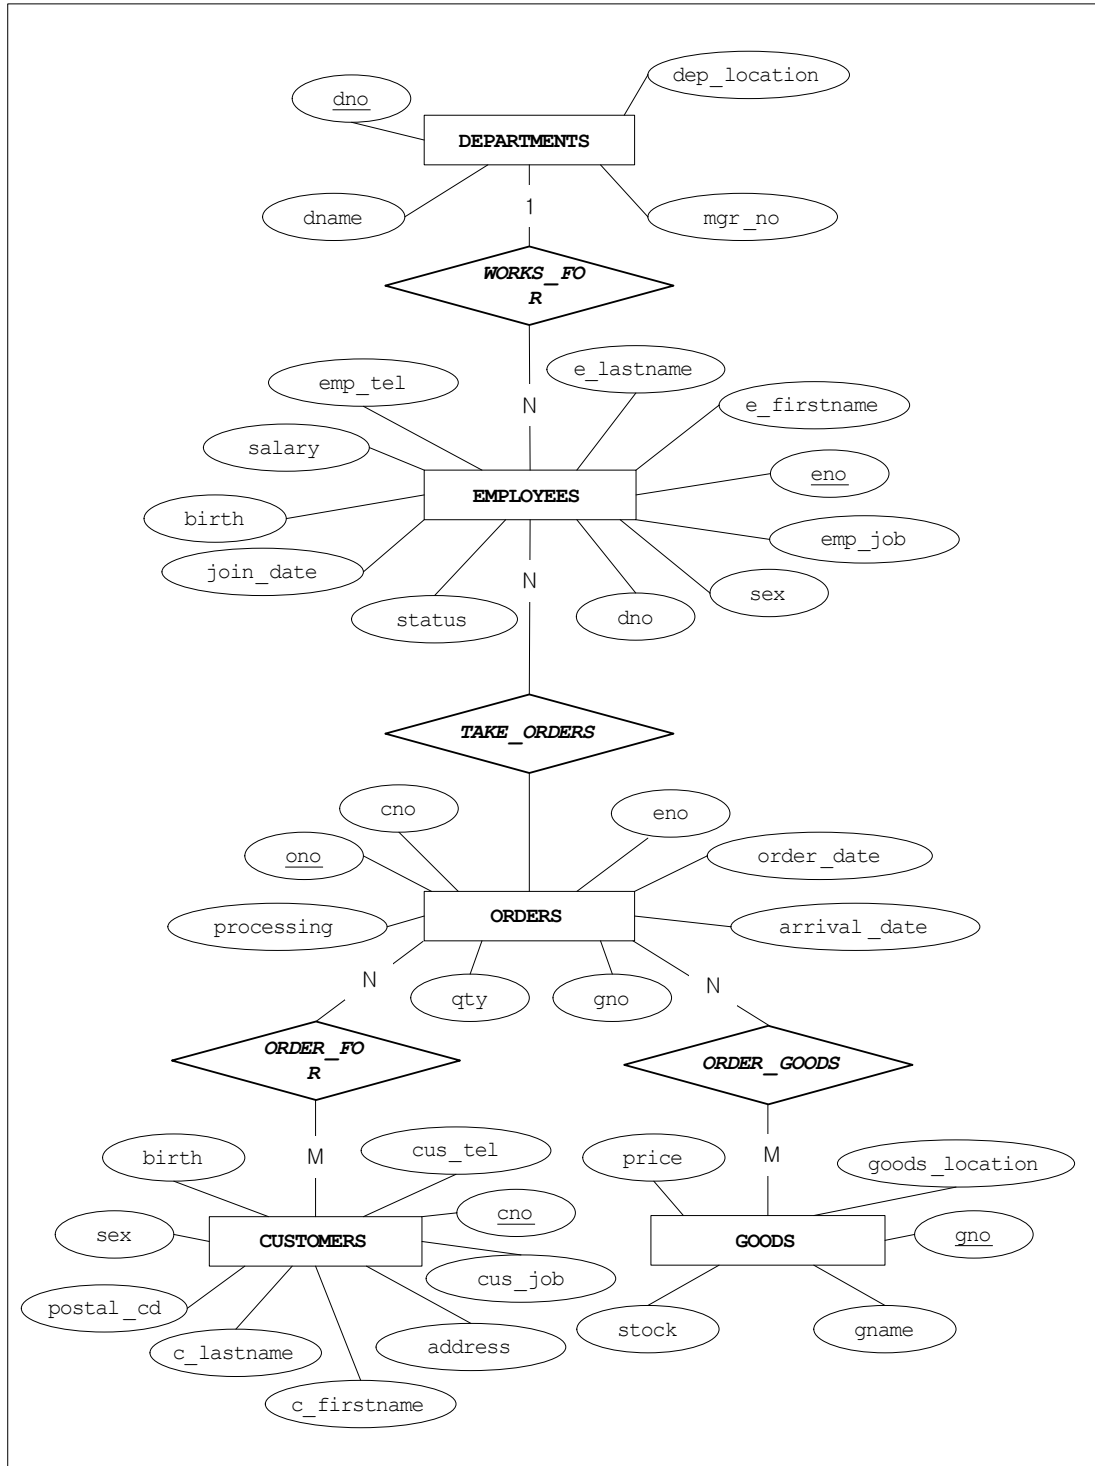 dep_location
dno
DEPARTMENTS
dname
1
mgr_no
WORKS_FO
R
e_lastname
emp_tel
N
e_firstname
salary
eno
EMPLOYEES
birth
emp_job
join_date
N
sex
status
dno
TAKE_ORDERS
cno
eno
ono
order_date
ORDERS
processing
arrival_date
N
qty
gno
N
ORDER_FO
R
ORDER_GOODS
birth
M
cus_tel
price
M
goods_location
cno
sex
CUSTOMERS
GOODS
gno
cus_job
postal_cd
stock
gname
c_lastname
address
c_firstname